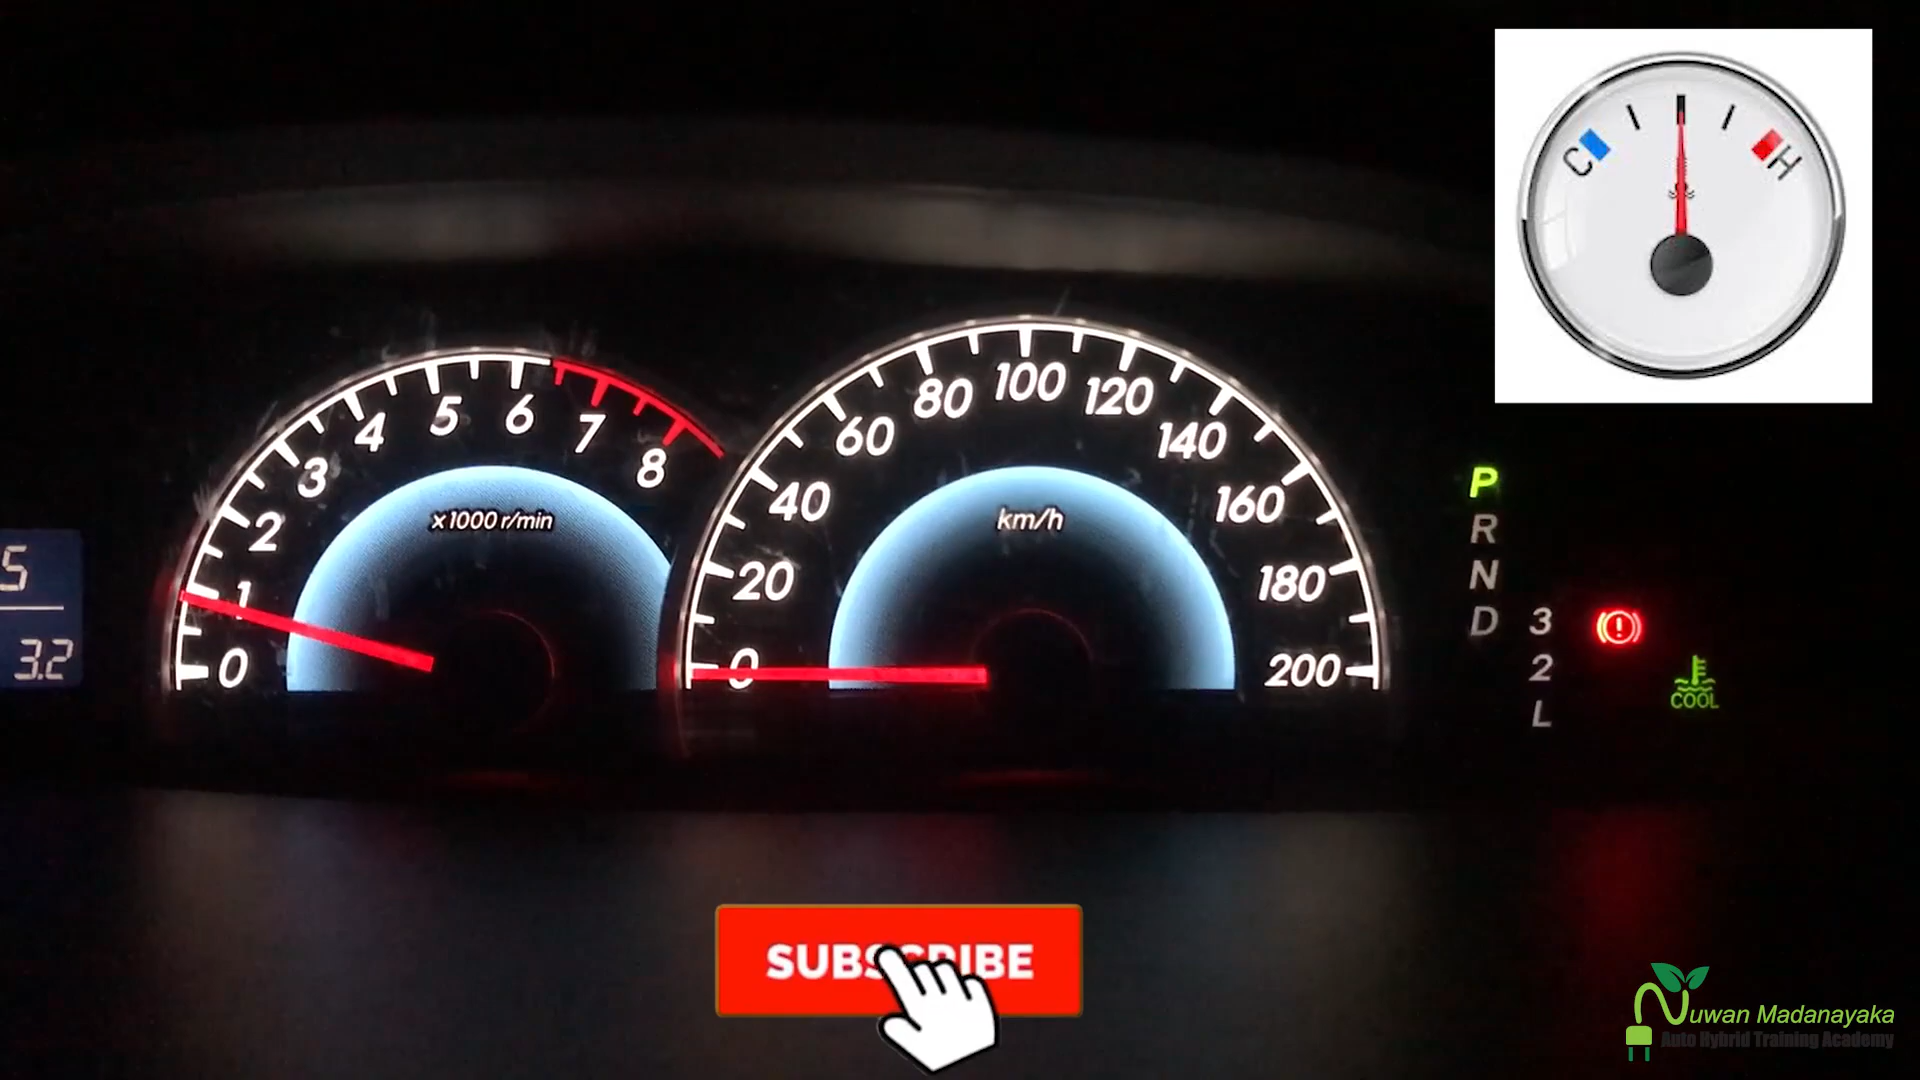 C
H
5
3.2
0
1
2
3
4
5
6
7
8
x1000 r/min
0
20
40
60
80
100
120
140
160
180
200
km/h
P
R
N
D
3
2
L
COOL
SUBSCRIBE
Nuwan Madanayaka
Auto Hybrid Training Academy